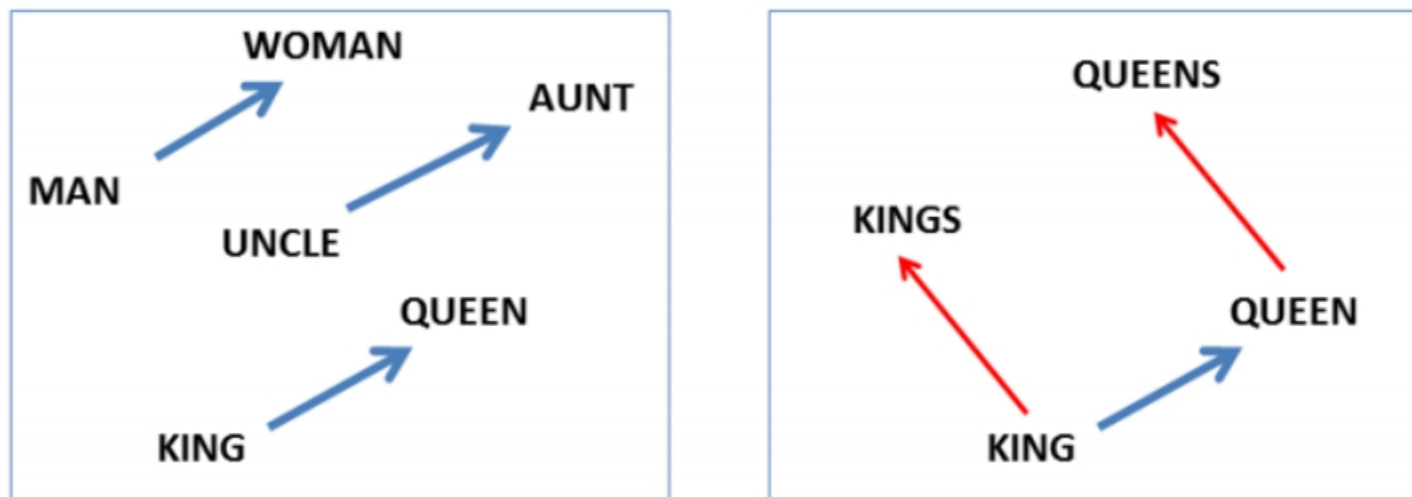 WOMAN
AUNT
MAN
UNCLE
QUEEN
KING
QUEENS
KINGS
QUEEN
KING